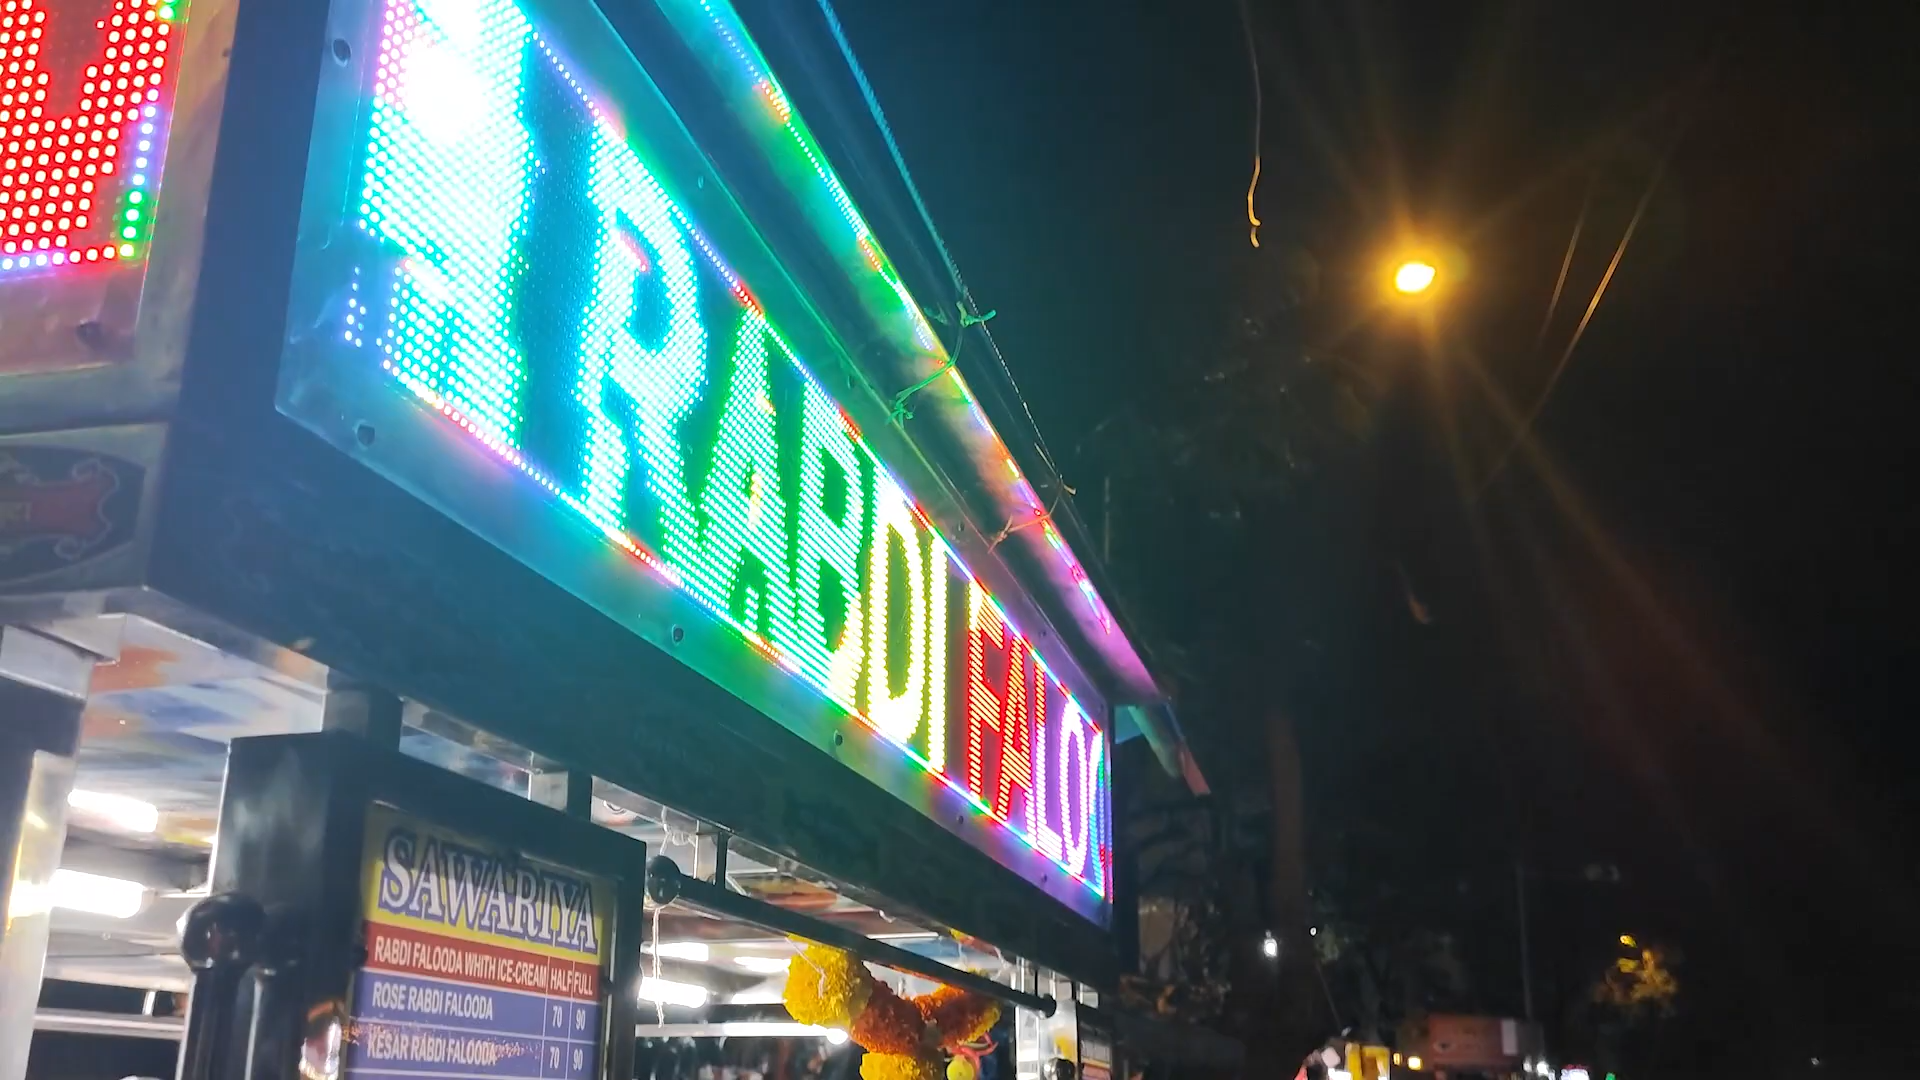 RABDI FALO
SAWARIYA
RABDI FALOODA WHITH ICE-CREAM HALF FULL
ROSE RABDI FALOODA 70 90
KESAR RABDI FALOODA 70 90